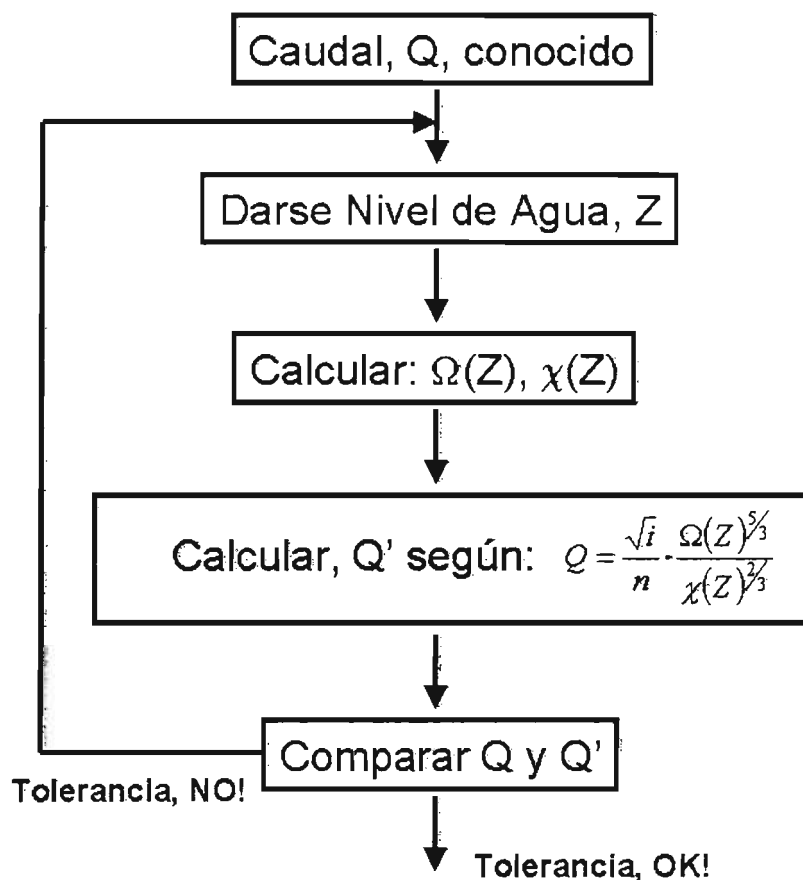 Caudal, Q, conocido
Darse Nivel de Agua, Z
Calcular: Ω(Z), χ(Z)
Calcular, Q’ según: Q = √i / n · Ω(Z)^5/3 / χ(Z)^2/3
Comparar Q y Q’
Tolerancia, NO!
Tolerancia, OK!